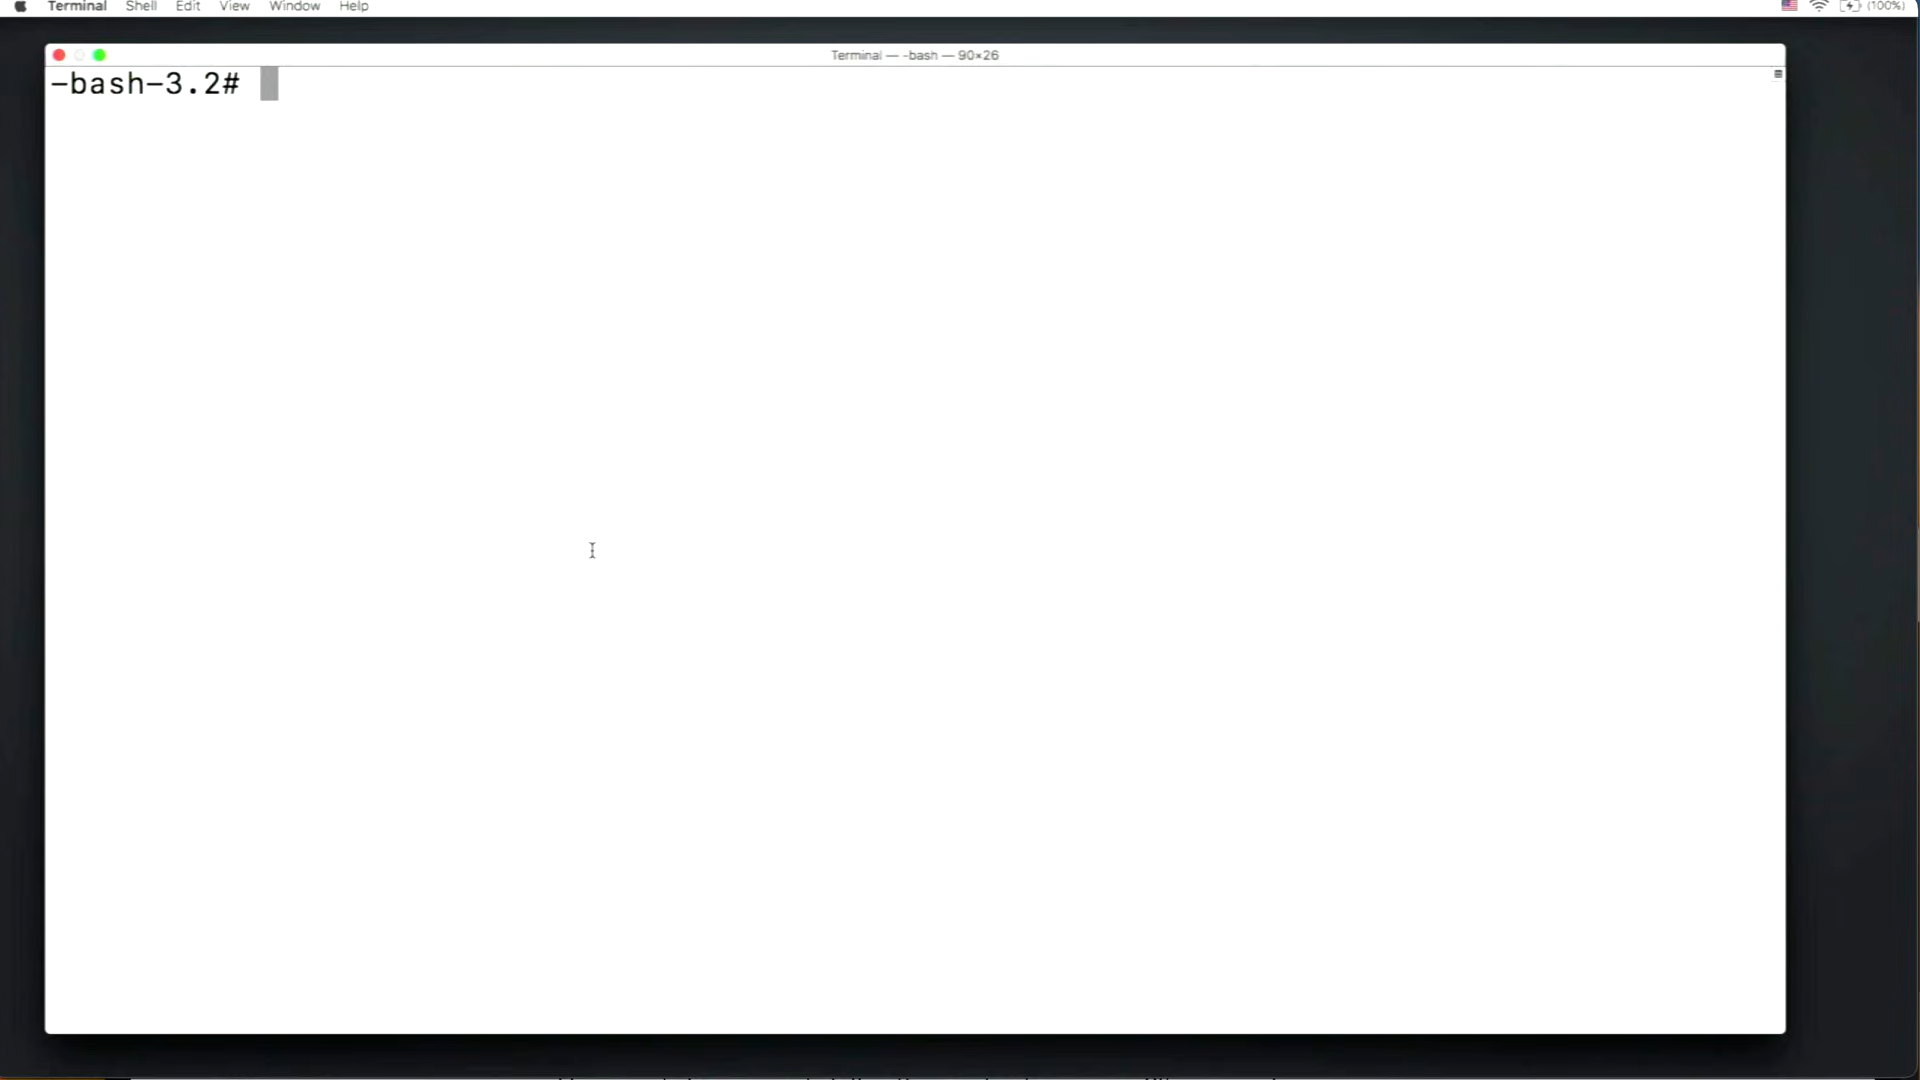 Terminal Shell Edit View Window Help (100%)
Terminal — -bash — 90×26
-bash-3.2#